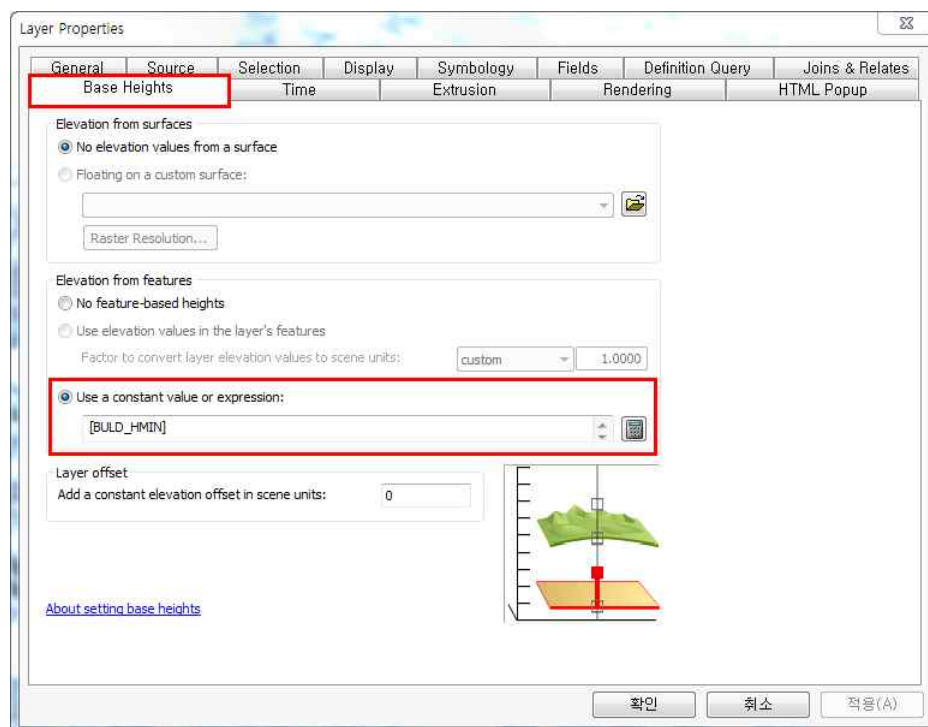 Layer Properties
General Source Selection Display Symbology Fields Definition Query Joins & Relates
Base Heights Time Extrusion Rendering HTML Popup
Elevation from surfaces
No elevation values from a surface
Floating on a custom surface:
Raster Resolution...
Elevation from features
No feature-based heights
Use elevation values in the layer's features
Factor to convert layer elevation values to scene units: custom 1.0000
Use a constant value or expression:
[BULD_HMIN]
Layer offset
Add a constant elevation offset in scene units: 0
About setting base heights
확인 취소 적용(A)